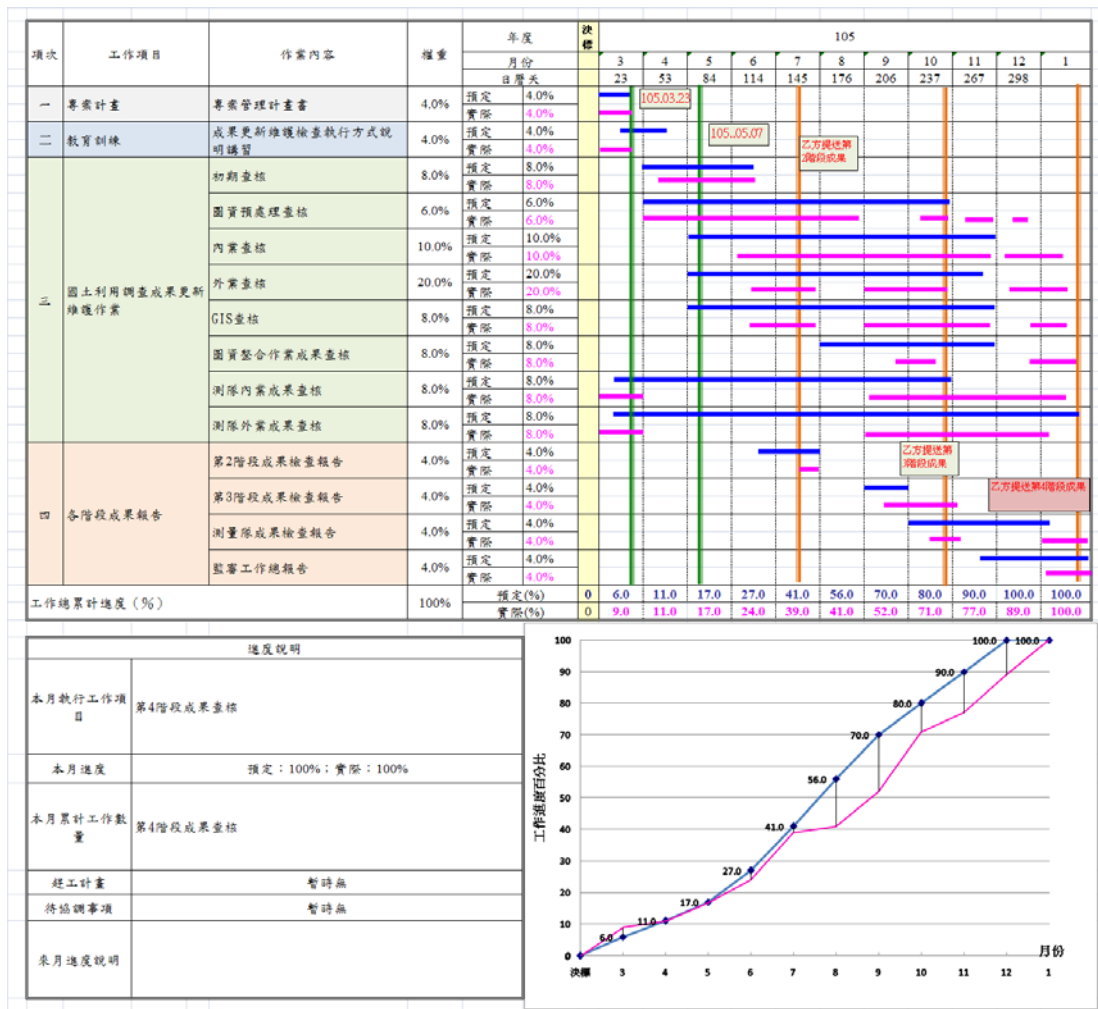 項次 工作項目 作業內容 權重 年度 決標 105
月份 3 4 5 6 7 8 9 10 11 12 1
日曆天 23 53 84 114 145 176 206 237 267 298
一 專案計畫 專案管理計畫書 4.0% 預定 4.0%
實際 4.0%
105.03.23
二 教育訓練 成果更新維護檢查執行方式說明講習 4.0% 預定 4.0%
實際 4.0%
105..05.07
乙方提送第
2階段成果
三 國土利用調查成果更新維護作業
初期查核 8.0% 預定 8.0%
實際 8.0%
圖資預處理查核 6.0% 預定 6.0%
實際 6.0%
內業查核 10.0% 預定 10.0%
實際 10.0%
外業查核 20.0% 預定 20.0%
實際 20.0%
GIS查核 8.0% 預定 8.0%
實際 8.0%
圖資整合作業成果查核 8.0% 預定 8.0%
實際 8.0%
測隊內業成果查核 8.0% 預定 8.0%
實際 8.0%
測隊外業成果查核 8.0% 預定 8.0%
實際 8.0%
四 各階段成果報告
第2階段成果檢查報告 4.0% 預定 4.0%
實際 4.0%
乙方提送第
3階段成果
第3階段成果檢查報告 4.0% 預定 4.0%
實際 4.0%
乙方提送第4階段成果
測量隊成果檢查報告 4.0% 預定 4.0%
實際 4.0%
監審工作總報告 4.0% 預定 4.0%
實際 4.0%
工作總累計進度(%) 100% 預定(%) 0 6.0 11.0 17.0 27.0 41.0 56.0 70.0 80.0 90.0 100.0 100.0
實際(%) 0 9.0 11.0 17.0 24.0 39.0 41.0 52.0 71.0 77.0 89.0 100.0
進度說明
本月執行工作項目 第4階段成果查核
本月進度 預定：100%；實際：100%
本月累計工作數量 第4階段成果查核
趕工計畫 暫時無
待協調事項 暫時無
來月進度說明
工作進度百分比
100
90
80
70
60
50
40
30
20
10
0
0 6.0 11.0 17.0 27.0 41.0 56.0 70.0 80.0 90.0 100.0 100.0
月份
決標 3 4 5 6 7 8 9 10 11 12 1